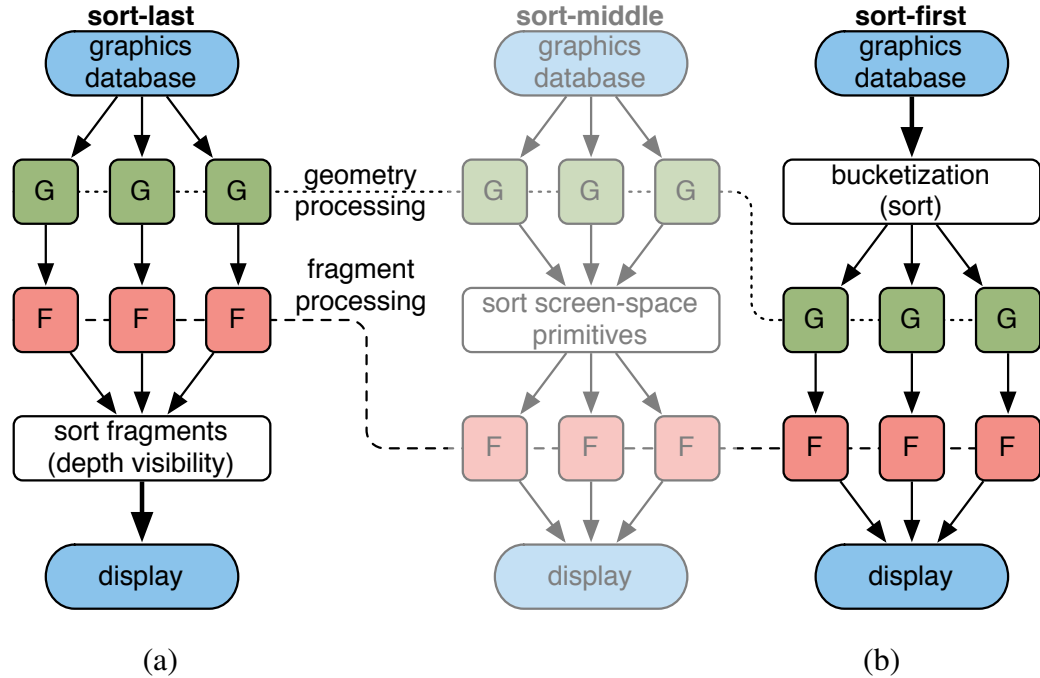 sort-last
graphics
database
G G G
F F F
sort fragments
(depth visibility)
display
(a)
geometry
processing
fragment
processing
sort-middle
graphics
database
G G G
sort screen-space
primitives
F F F
display
sort-first
graphics
database
bucketization
(sort)
G G G
F F F
display
(b)